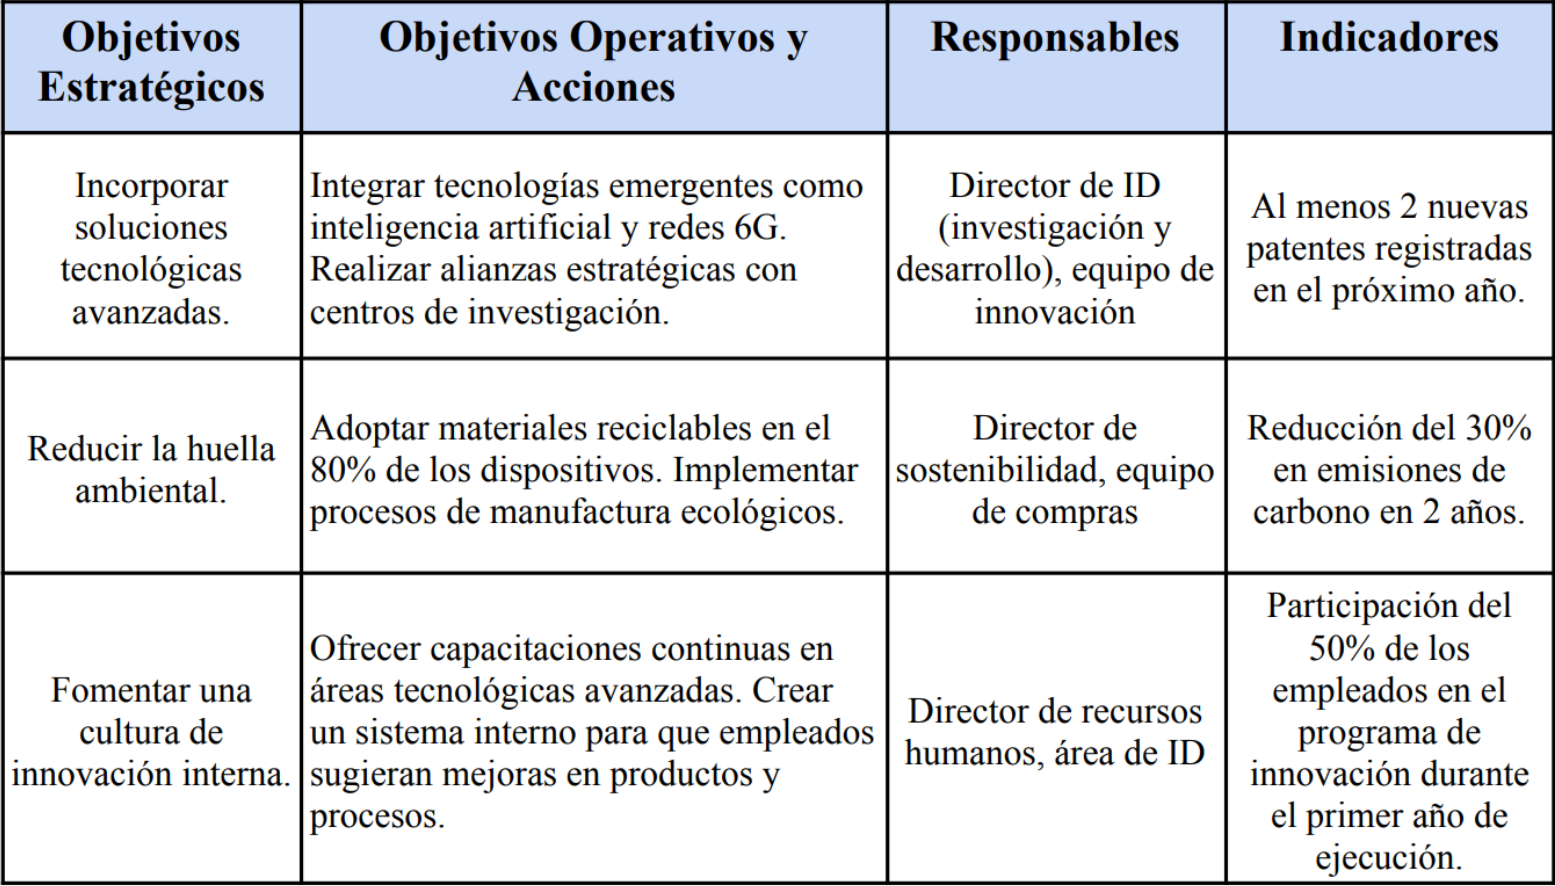 Objetivos
Estratégicos
Objetivos Operativos y
Acciones
Responsables
Indicadores
Incorporar
soluciones
tecnológicas
avanzadas.
Integrar tecnologías emergentes como
inteligencia artificial y redes 6G.
Realizar alianzas estratégicas con
centros de investigación.
Director de ID
(investigación y
desarrollo), equipo de
innovación
Al menos 2 nuevas
patentes registradas
en el próximo año.
Reducir la huella
ambiental.
Adoptar materiales reciclables en el
80% de los dispositivos. Implementar
procesos de manufactura ecológicos.
Director de
sostenibilidad, equipo
de compras
Reducción del 30%
en emisiones de
carbono en 2 años.
Fomentar una
cultura de
innovación interna.
Ofrecer capacitaciones continuas en
áreas tecnológicas avanzadas. Crear
un sistema interno para que empleados
sugieran mejoras en productos y
procesos.
Director de recursos
humanos, área de ID
Participación del
50% de los
empleados en el
programa de
innovación durante
el primer año de
ejecución.